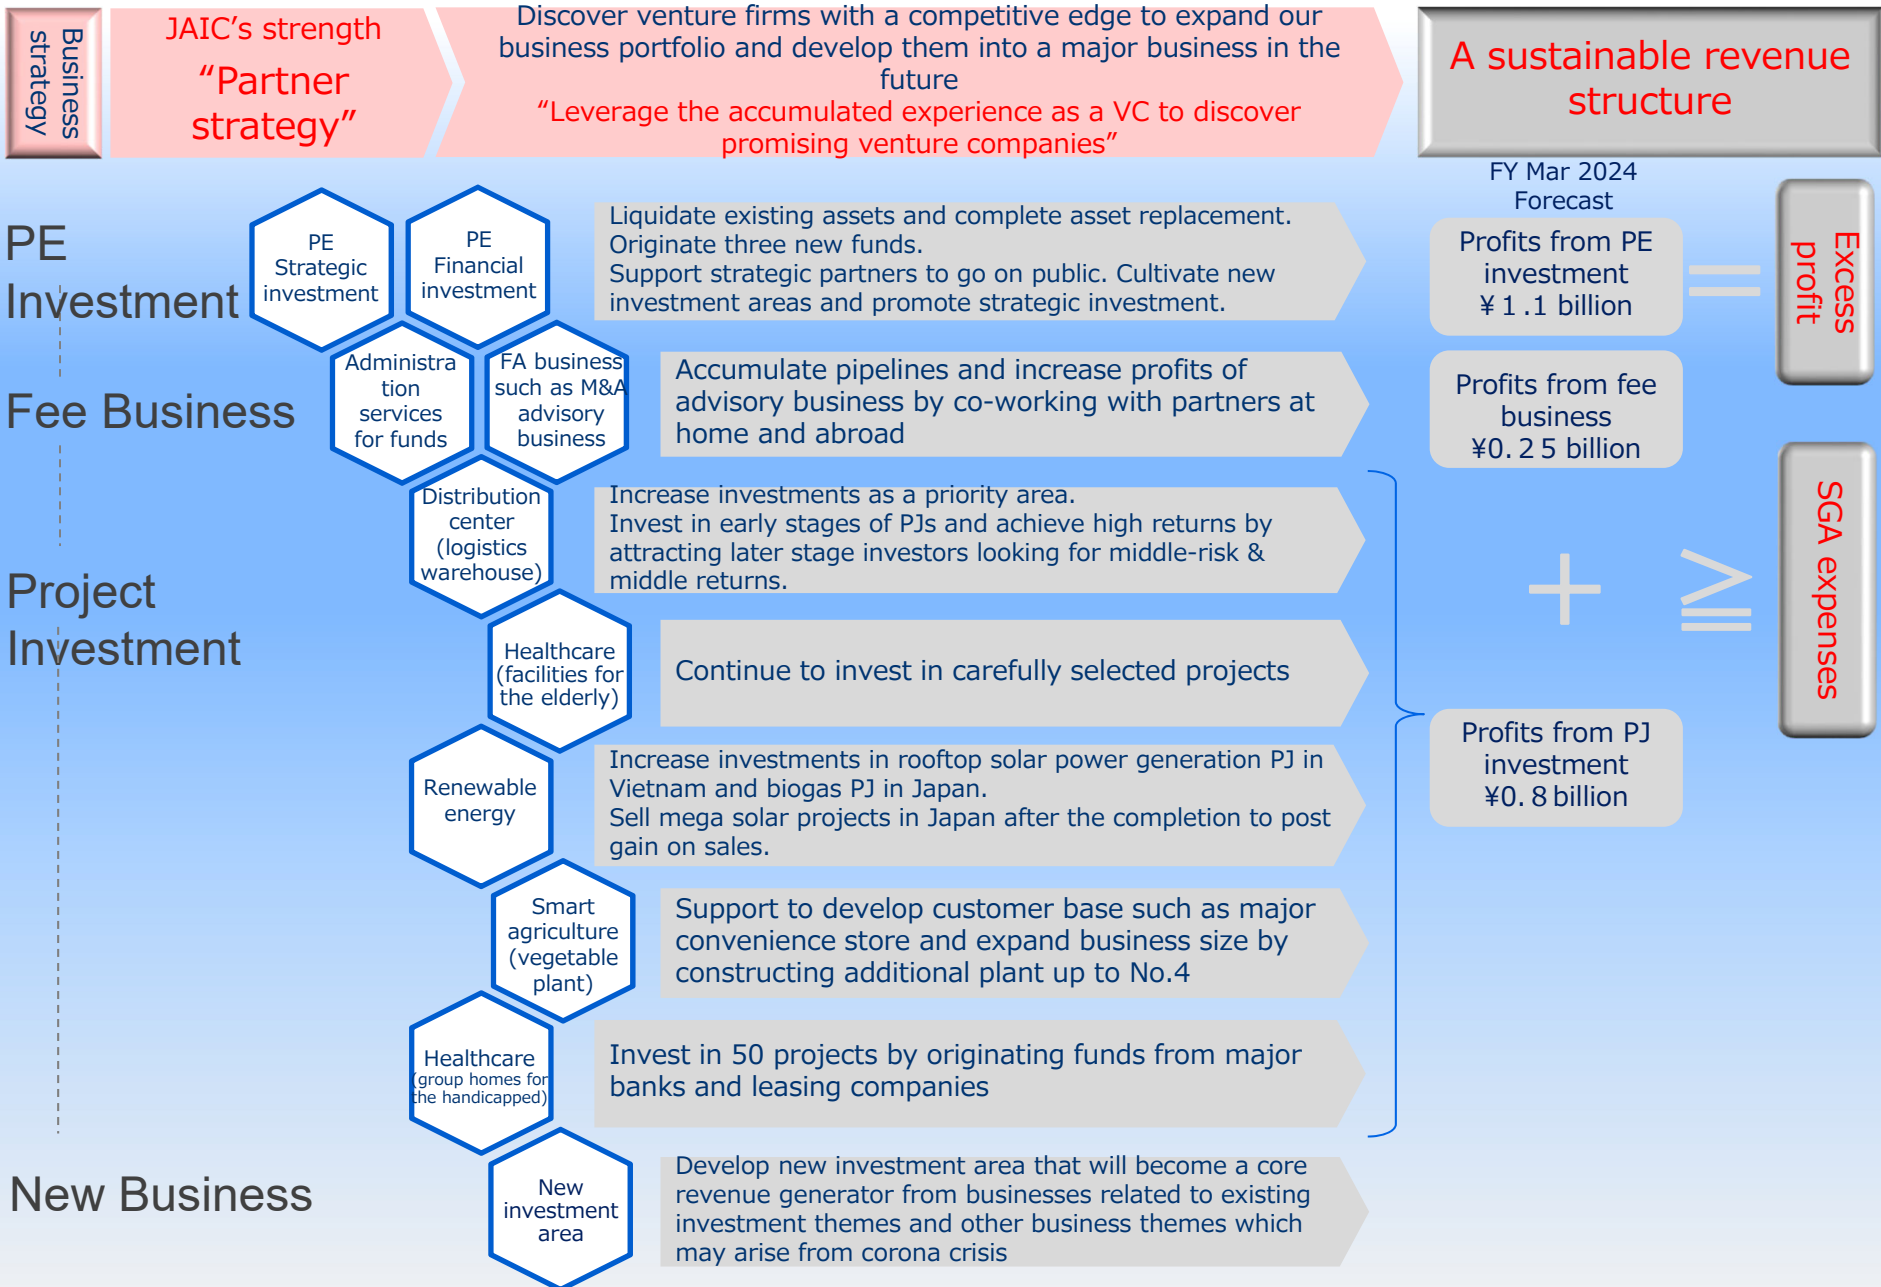 Business
strategy
JAIC's strength
“Partner
strategy”
Discover venture firms with a competitive edge to expand our
business portfolio and develop them into a major business in the
future
“Leverage the accumulated experience as a VC to discover
promising venture companies”
A sustainable revenue
structure
FY Mar 2024
Forecast
PE
Investment
PE
Strategic
investment
PE
Financial
investment
Liquidate existing assets and complete asset replacement.
Originate three new funds.
Support strategic partners to go on public. Cultivate new
investment areas and promote strategic investment.
Profits from PE
investment
¥１.1 billion
=
Excess
profit
Fee Business
Administra
tion
services
for funds
FA business
such as M&A
advisory
business
Accumulate pipelines and increase profits of
advisory business by co-working with partners at
home and abroad
Profits from fee
business
¥0.２５ billion
Project
Investment
Distribution
center
(logistics
warehouse)
Increase investments as a priority area.
Invest in early stages of PJs and achieve high returns by
attracting later stage investors looking for middle-risk &
middle returns.
+
≧
SGA expenses
Healthcare
(facilities for
the elderly)
Continue to invest in carefully selected projects
Renewable
energy
Increase investments in rooftop solar power generation PJ in
Vietnam and biogas PJ in Japan.
Sell mega solar projects in Japan after the completion to post
gain on sales.
Profits from PJ
investment
¥0.８billion
Smart
agriculture
(vegetable
plant)
Support to develop customer base such as major
convenience store and expand business size by
constructing additional plant up to No.4
Healthcare
(group homes for
the handicapped)
Invest in 50 projects by originating funds from major
banks and leasing companies
New Business
New
investment
area
Develop new investment area that will become a core
revenue generator from businesses related to existing
investment themes and other business themes which
may arise from corona crisis